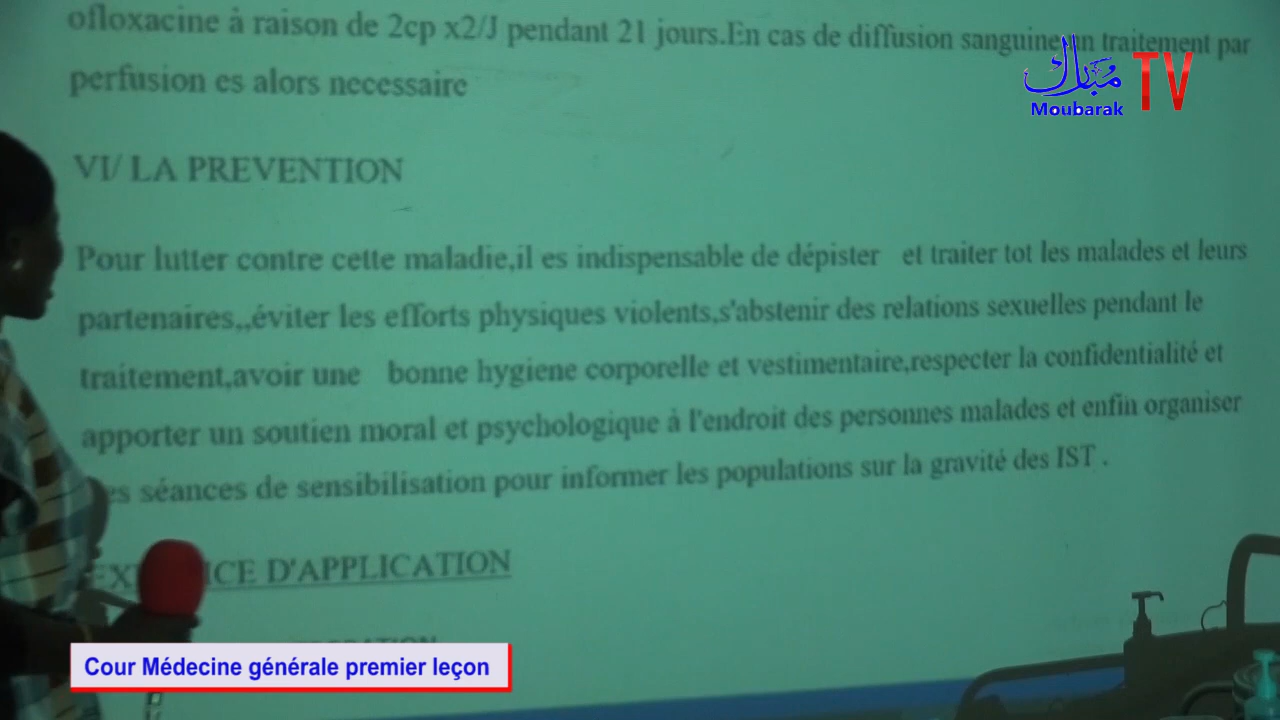 ofloxacine à raison de 2cp x2/J pendant 21 jours.En cas de diffusion sanguine un traitement par
perfusion es alors necessaire
مبارك
Moubarak TV
VI/ LA PREVENTION
Pour lutter contre cette maladie,il es indispensable de dépister et traiter tot les malades et leurs
partenaires,,éviter les efforts physiques violents,s'abstenir des relations sexuelles pendant le
traitement,avoir une bonne hygiene corporelle et vestimentaire,respecter la confidentialité et
apporter un soutien moral et psychologique à l'endroit des personnes malades et enfin organiser
séances de sensibilisation pour informer les populations sur la gravité des IST .
D'APPLICATION
Cour Médecine générale premier leçon